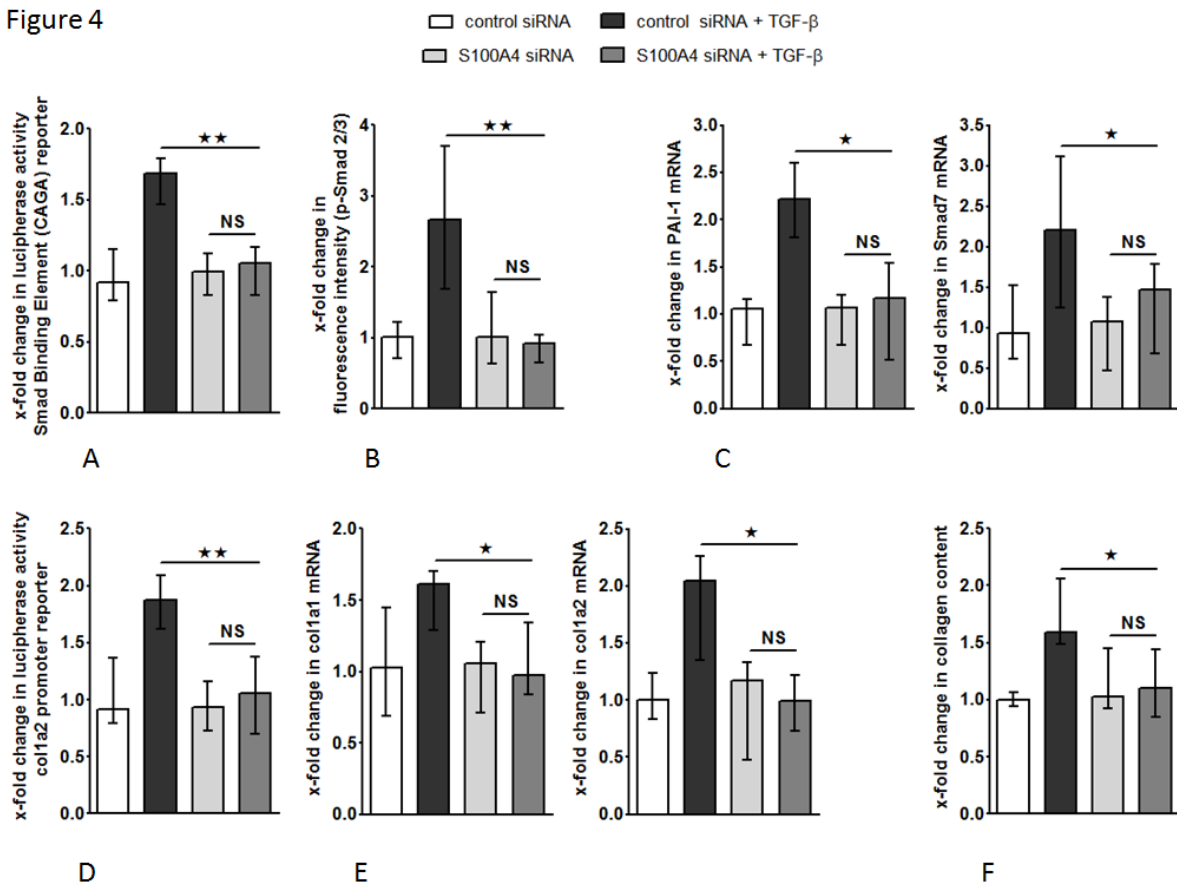 Figure 4
control siRNA
control siRNA + TGF-β
S100A4 siRNA
S100A4 siRNA + TGF-β
x-fold change in lucipherase activity
Smad Binding Element (CAGA) reporter
2.0
1.5
1.0
0.5
0.0
★★
NS
A
x-fold change in
fluorescence intensity (p-Smad 2/3)
4
3
2
1
0
★★
NS
B
x-fold change in PAI-1 mRNA
3.0
2.5
2.0
1.5
1.0
0.5
0.0
★
NS
C
x-fold change in Smad7 mRNA
3.5
3.0
2.5
2.0
1.5
1.0
0.5
0.0
★
NS
x-fold change in lucipherase activity
col1a2 promoter reporter
2.5
2.0
1.5
1.0
0.5
0.0
★★
NS
D
x-fold change in col1a1 mRNA
2.0
1.5
1.0
0.5
0.0
★
NS
E
x-fold change in col1a2 mRNA
2.5
2.0
1.5
1.0
0.5
0.0
★
NS
x-fold change in collagen content
2.5
2.0
1.5
1.0
0.5
0.0
★
NS
F